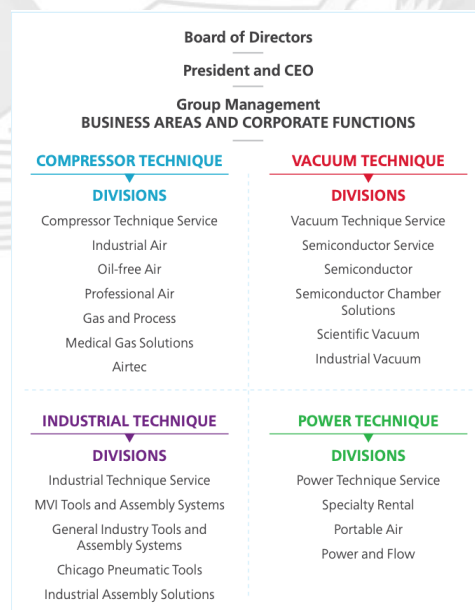 Board of Directors
President and CEO
Group Management
BUSINESS AREAS AND CORPORATE FUNCTIONS
COMPRESSOR TECHNIQUE
DIVISIONS
Compressor Technique Service
Industrial Air
Oil-free Air
Professional Air
Gas and Process
Medical Gas Solutions
Airtec
VACUUM TECHNIQUE
DIVISIONS
Vacuum Technique Service
Semiconductor Service
Semiconductor
Semiconductor Chamber
Solutions
Scientific Vacuum
Industrial Vacuum
INDUSTRIAL TECHNIQUE
DIVISIONS
Industrial Technique Service
MVI Tools and Assembly Systems
General Industry Tools and
Assembly Systems
Chicago Pneumatic Tools
Industrial Assembly Solutions
POWER TECHNIQUE
DIVISIONS
Power Technique Service
Specialty Rental
Portable Air
Power and Flow